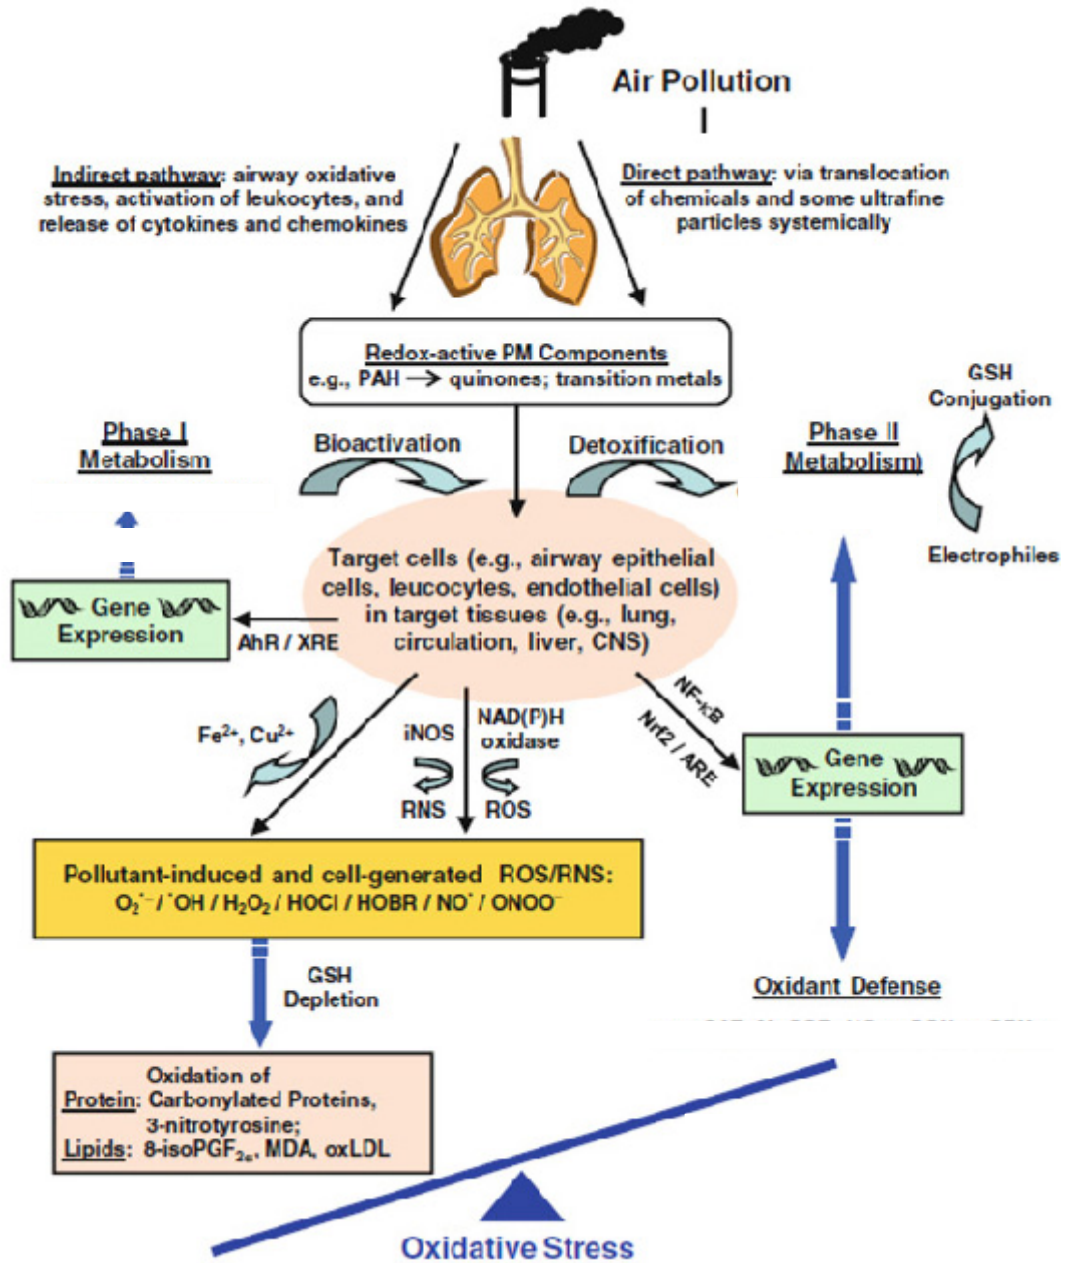 Air Pollution
Indirect pathway: airway oxidative
stress, activation of leukocytes, and
release of cytokines and chemokines
Direct pathway: via translocation
of chemicals and some ultrafine
particles systemically
Redox-active PM Components
e.g., PAH → quinones; transition metals
GSH
Conjugation
Electrophiles
Phase I
Metabolism
Bioactivation
Detoxification
Phase II
Metabolism)
Target cells (e.g., airway epithelial
cells, leucocytes, endothelial cells)
in target tissues (e.g., lung,
circulation, liver, CNS)
Gene
Expression
AhR / XRE
Fe²⁺, Cu²⁺
iNOS
NAD(P)H
oxidase
RNS
ROS
NF-κB
Nrf2 / ARE
Gene
Expression
Pollutant-induced and cell-generated ROS/RNS:
O₂˙⁻ / ˙OH / H₂O₂ / HOCl / HOBR / NO˙ / ONOO⁻
GSH
Depletion
Oxidant Defense
Oxidation of
Protein: Carbonylated Proteins,
3-nitrotyrosine;
Lipids: 8-isoPGF₂ₐ, MDA, oxLDL
Oxidative Stress